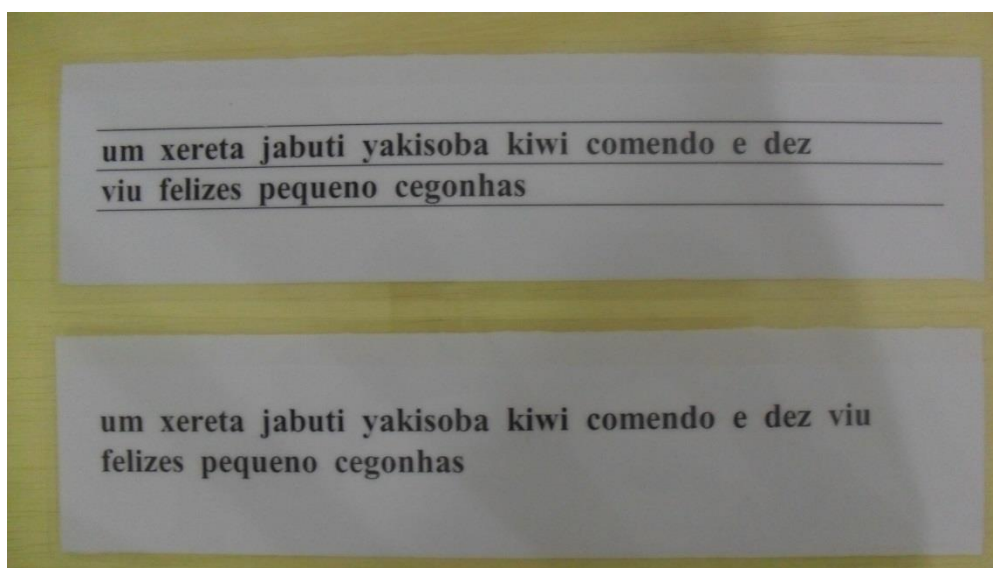 um xereta jabuti yakisoba kiwi comendo e dez
viu felizes pequeno cegonhas
um xereta jabuti yakisoba kiwi comendo e dez viu
felizes pequeno cegonhas